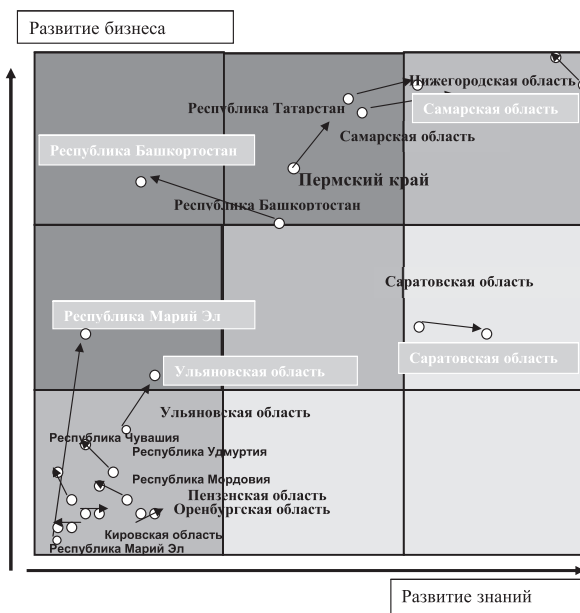 Развитие бизнеса
Нижегородская область
Республика Татарстан
Самарская область
Самарская область
Республика Башкортостан
Пермский край
Республика Башкортостан
Саратовская область
Республика Марий Эл
Саратовская область
Ульяновская область
Ульяновская область
Республика Чувашия
Республика Удмуртия
Республика Мордовия
Пензенская область
Оренбургская область
Кировская область
Республика Марий Эл
Развитие знаний